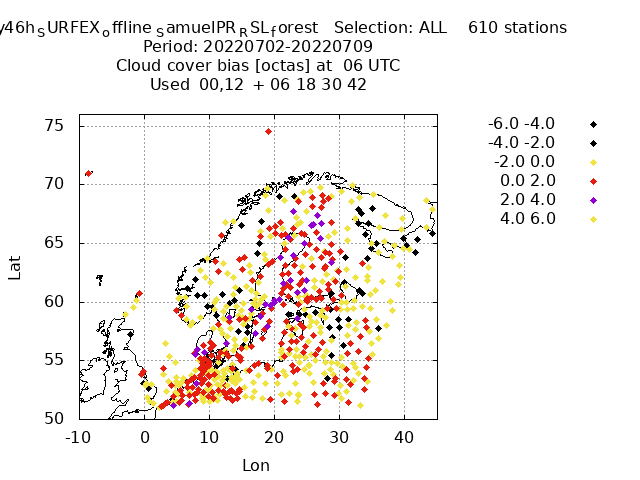 y46h_SURFEX_offline_SamuelPR_RSL_forest Selection: ALL 610 stations
Period: 20220702-20220709
Cloud cover bias [octas] at 06 UTC
Used 00,12 + 06 18 30 42
-6.0 -4.0
-4.0 -2.0
-2.0 0.0
0.0 2.0
2.0 4.0
4.0 6.0
75
70
65
60
55
50
Lat
-10 0 10 20 30 40
Lon